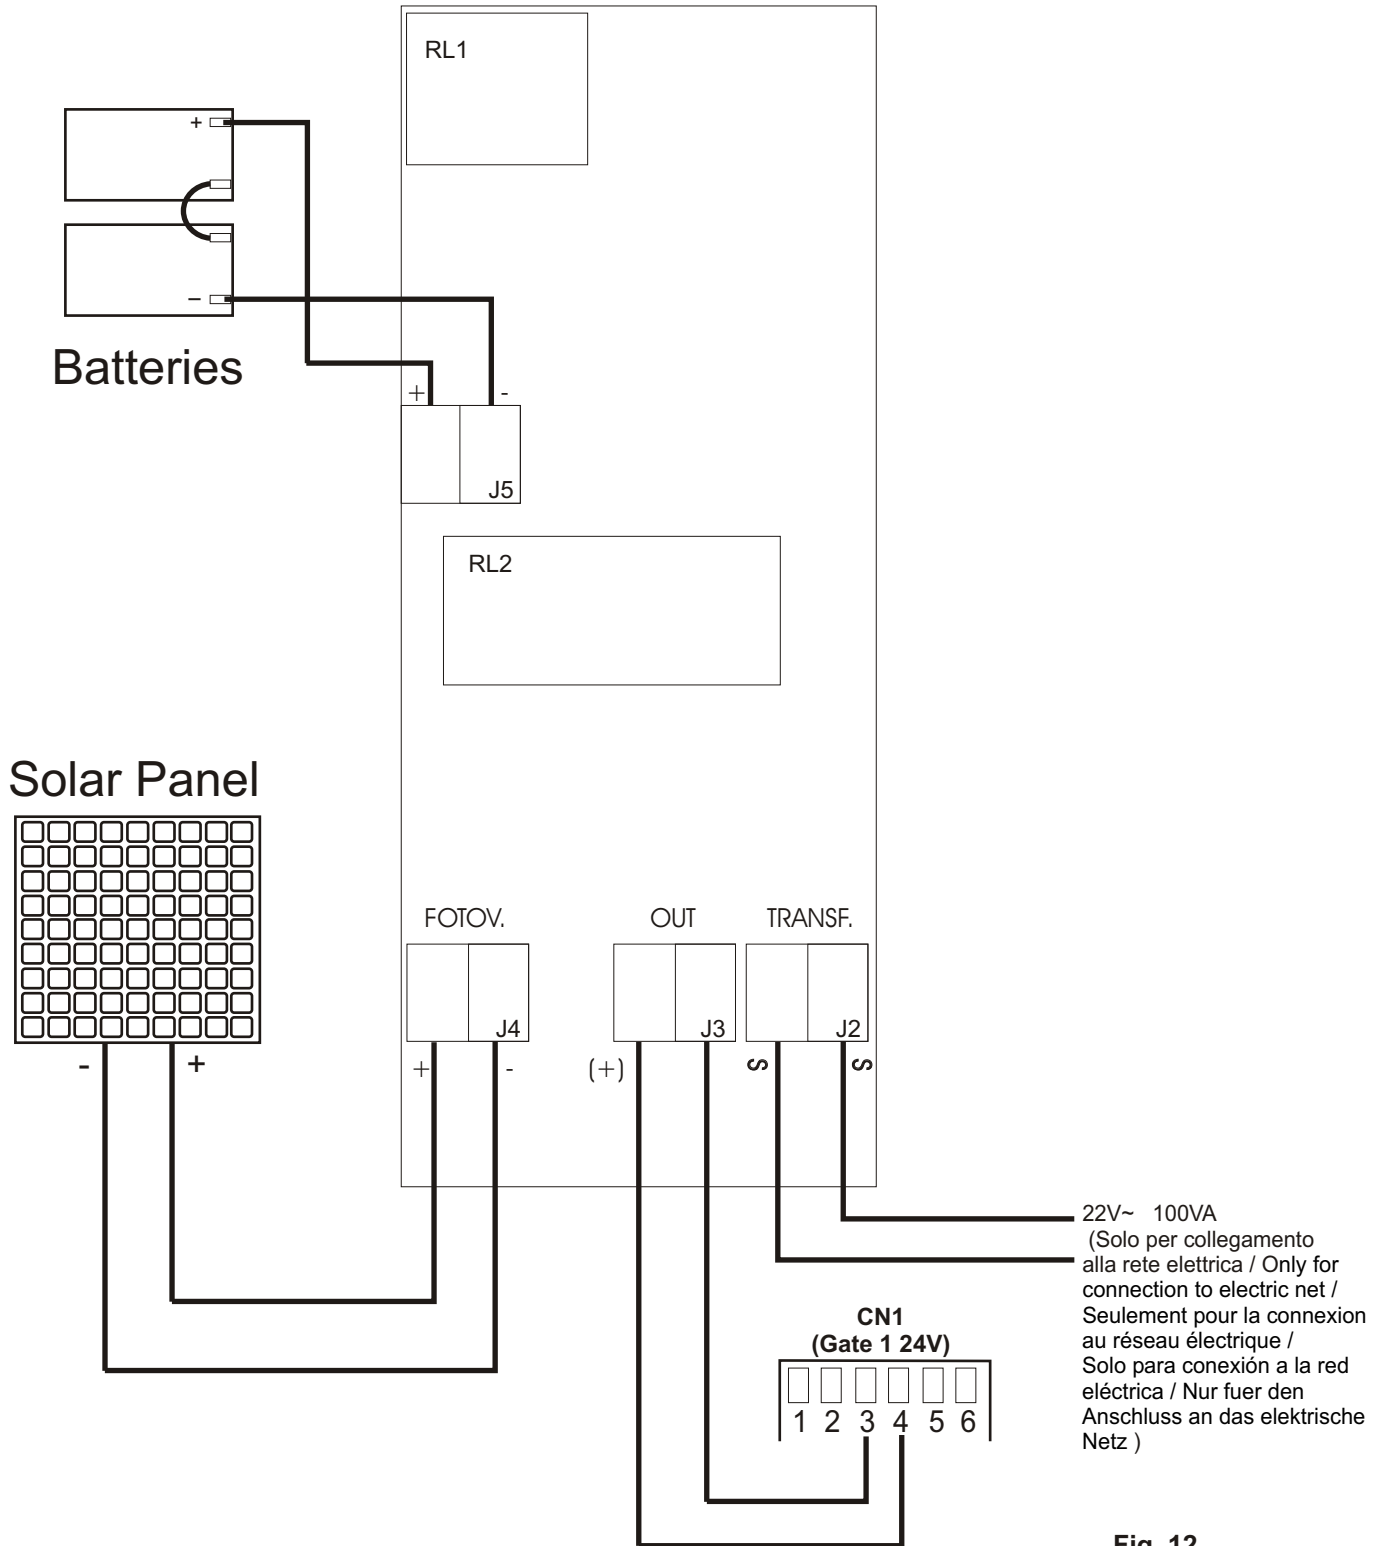 RL1
+
−
Batteries
+ -
J5
RL2
Solar Panel
FOTOV. OUT TRANSF.
J4 J3 J2
- + + - (+) S S
22V~ 100VA
(Solo per collegamento
alla rete elettrica / Only for
connection to electric net /
Seulement pour la connexion
au réseau électrique /
Solo para conexión a la red
eléctrica / Nur fuer den
Anschluss an das elektrische
Netz )
CN1
(Gate 1 24V)
1 2 3 4 5 6
Fig. 12